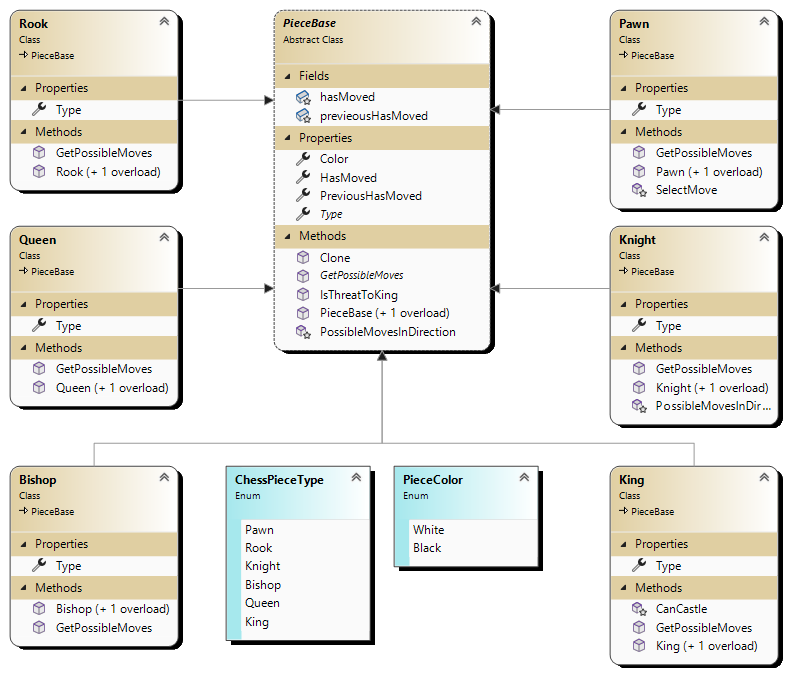 Rook
Class
PieceBase
Properties
Type
Methods
GetPossibleMoves
Rook (+ 1 overload)
PieceBase
Abstract Class
Fields
hasMoved
previeousHasMoved
Properties
Color
HasMoved
PreviousHasMoved
Type
Methods
Clone
GetPossibleMoves
IsThreatToKing
PieceBase (+ 1 overload)
PossibleMovesInDirection
Pawn
Class
PieceBase
Properties
Type
Methods
GetPossibleMoves
Pawn (+ 1 overload)
SelectMove
Queen
Class
PieceBase
Properties
Type
Methods
GetPossibleMoves
Queen (+ 1 overload)
Knight
Class
PieceBase
Properties
Type
Methods
GetPossibleMoves
Knight (+ 1 overload)
PossibleMovesInDir...
Bishop
Class
PieceBase
Properties
Type
Methods
Bishop (+ 1 overload)
GetPossibleMoves
ChessPieceType
Enum
Pawn
Rook
Knight
Bishop
Queen
King
PieceColor
Enum
White
Black
King
Class
PieceBase
Properties
Type
Methods
CanCastle
GetPossibleMoves
King (+ 1 overload)